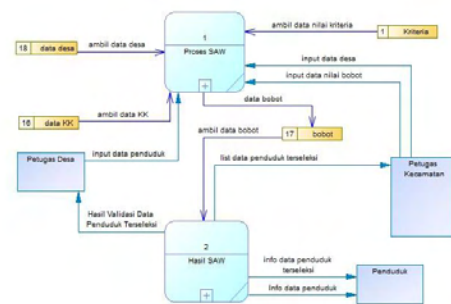 ambil data nilai kriteria
1
1 Kriteria
18 data desa
ambil data desa
Proses SAW
input data desa
input data nilai bobot
data bobot
16 data KK
ambil data KK
ambil data bobot
17 bobot
input data penduduk
Petugas Desa
list data penduduk terseleksi
Petugas
Kecamatan
Hasil Validasi Data
Penduduk Terseleksi
2
Hasil SAW
info data penduduk
terseleksi
Penduduk
Info data penduduk